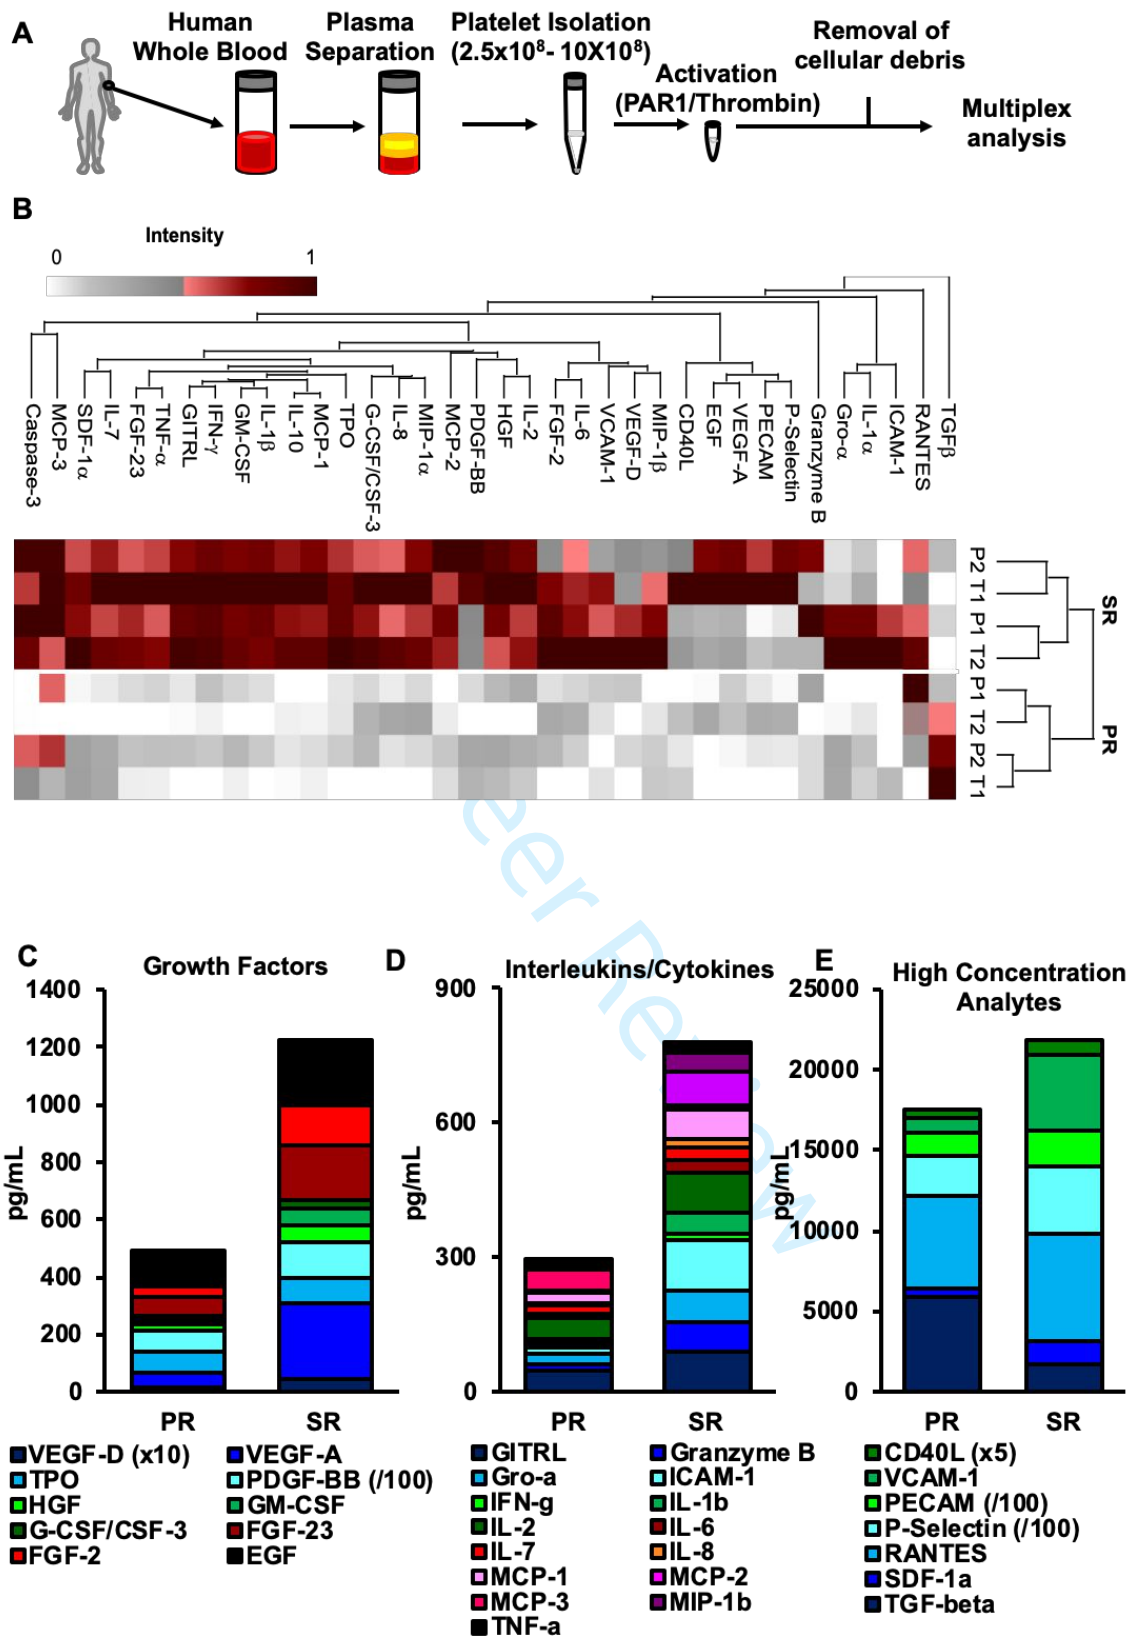 A
Human
Whole Blood
Plasma
Separation
Platelet Isolation
(2.5x10⁸- 10X10⁸)
Activation
(PAR1/Thrombin)
Removal of
cellular debris
Multiplex
analysis
B
Intensity
0 1
Caspase-3
MCP-3
SDF-1α
IL-7
FGF-23
TNF-α
GITRL
IFN-γ
GM-CSF
IL-1β
IL-10
MCP-1
TPO
G-CSF/CSF-3
IL-8
MIP-1α
MCP-2
PDGF-BB
HGF
IL-2
FGF-2
IL-6
VCAM-1
VEGF-D
MIP-1β
CD40L
EGF
VEGF-A
PECAM
P-Selectin
Granzyme B
Gro-α
IL-1α
ICAM-1
RANTES
TGFβ
P2
T1
P1
T2
P1
T2
P2
T1
SR
PR
eer Review
C
Growth Factors
1400
1200
1000
800
600
400
200
0
pg/mL
PR SR
VEGF-D (x10) VEGF-A
TPO PDGF-BB (/100)
HGF GM-CSF
G-CSF/CSF-3 FGF-23
FGF-2 EGF
D
Interleukins/Cytokines
900
600
300
0
pg/mL
PR SR
GITRL Granzyme B
Gro-a ICAM-1
IFN-g IL-1b
IL-2 IL-6
IL-7 IL-8
MCP-1 MCP-2
MCP-3 MIP-1b
TNF-a
E
High Concentration
Analytes
25000
20000
15000
10000
5000
0
pg/mL
PR SR
CD40L (x5)
VCAM-1
PECAM (/100)
P-Selectin (/100)
RANTES
SDF-1a
TGF-beta